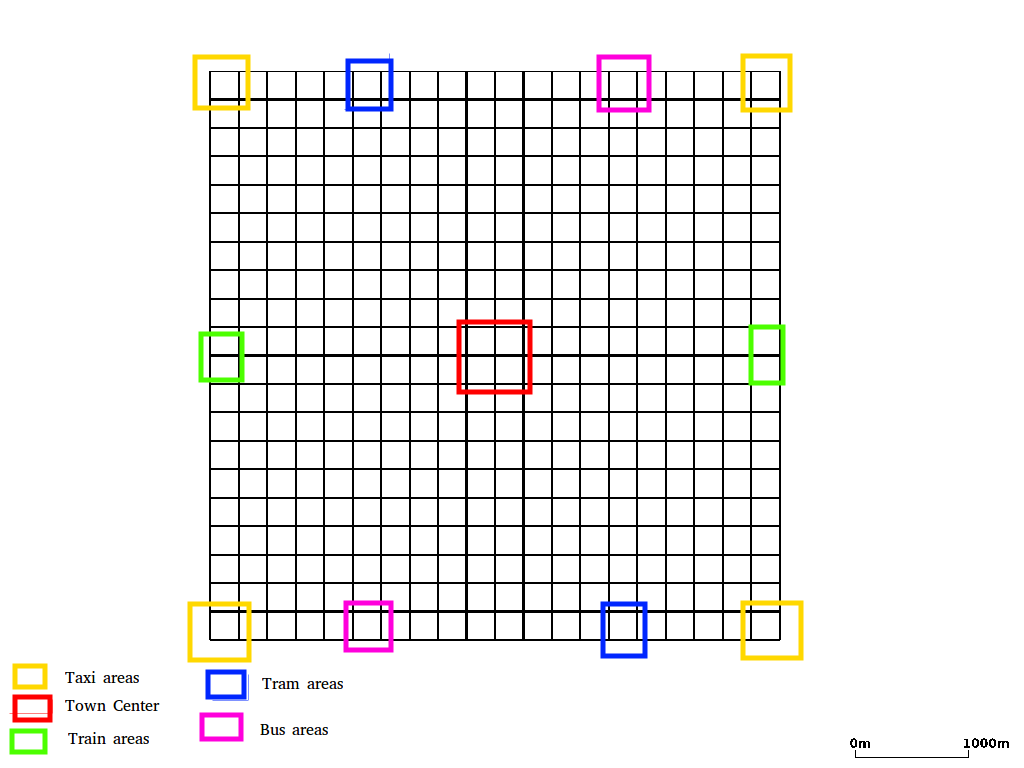 Taxi areas
Town Center
Train areas
Tram areas
Bus areas
0m 1000m